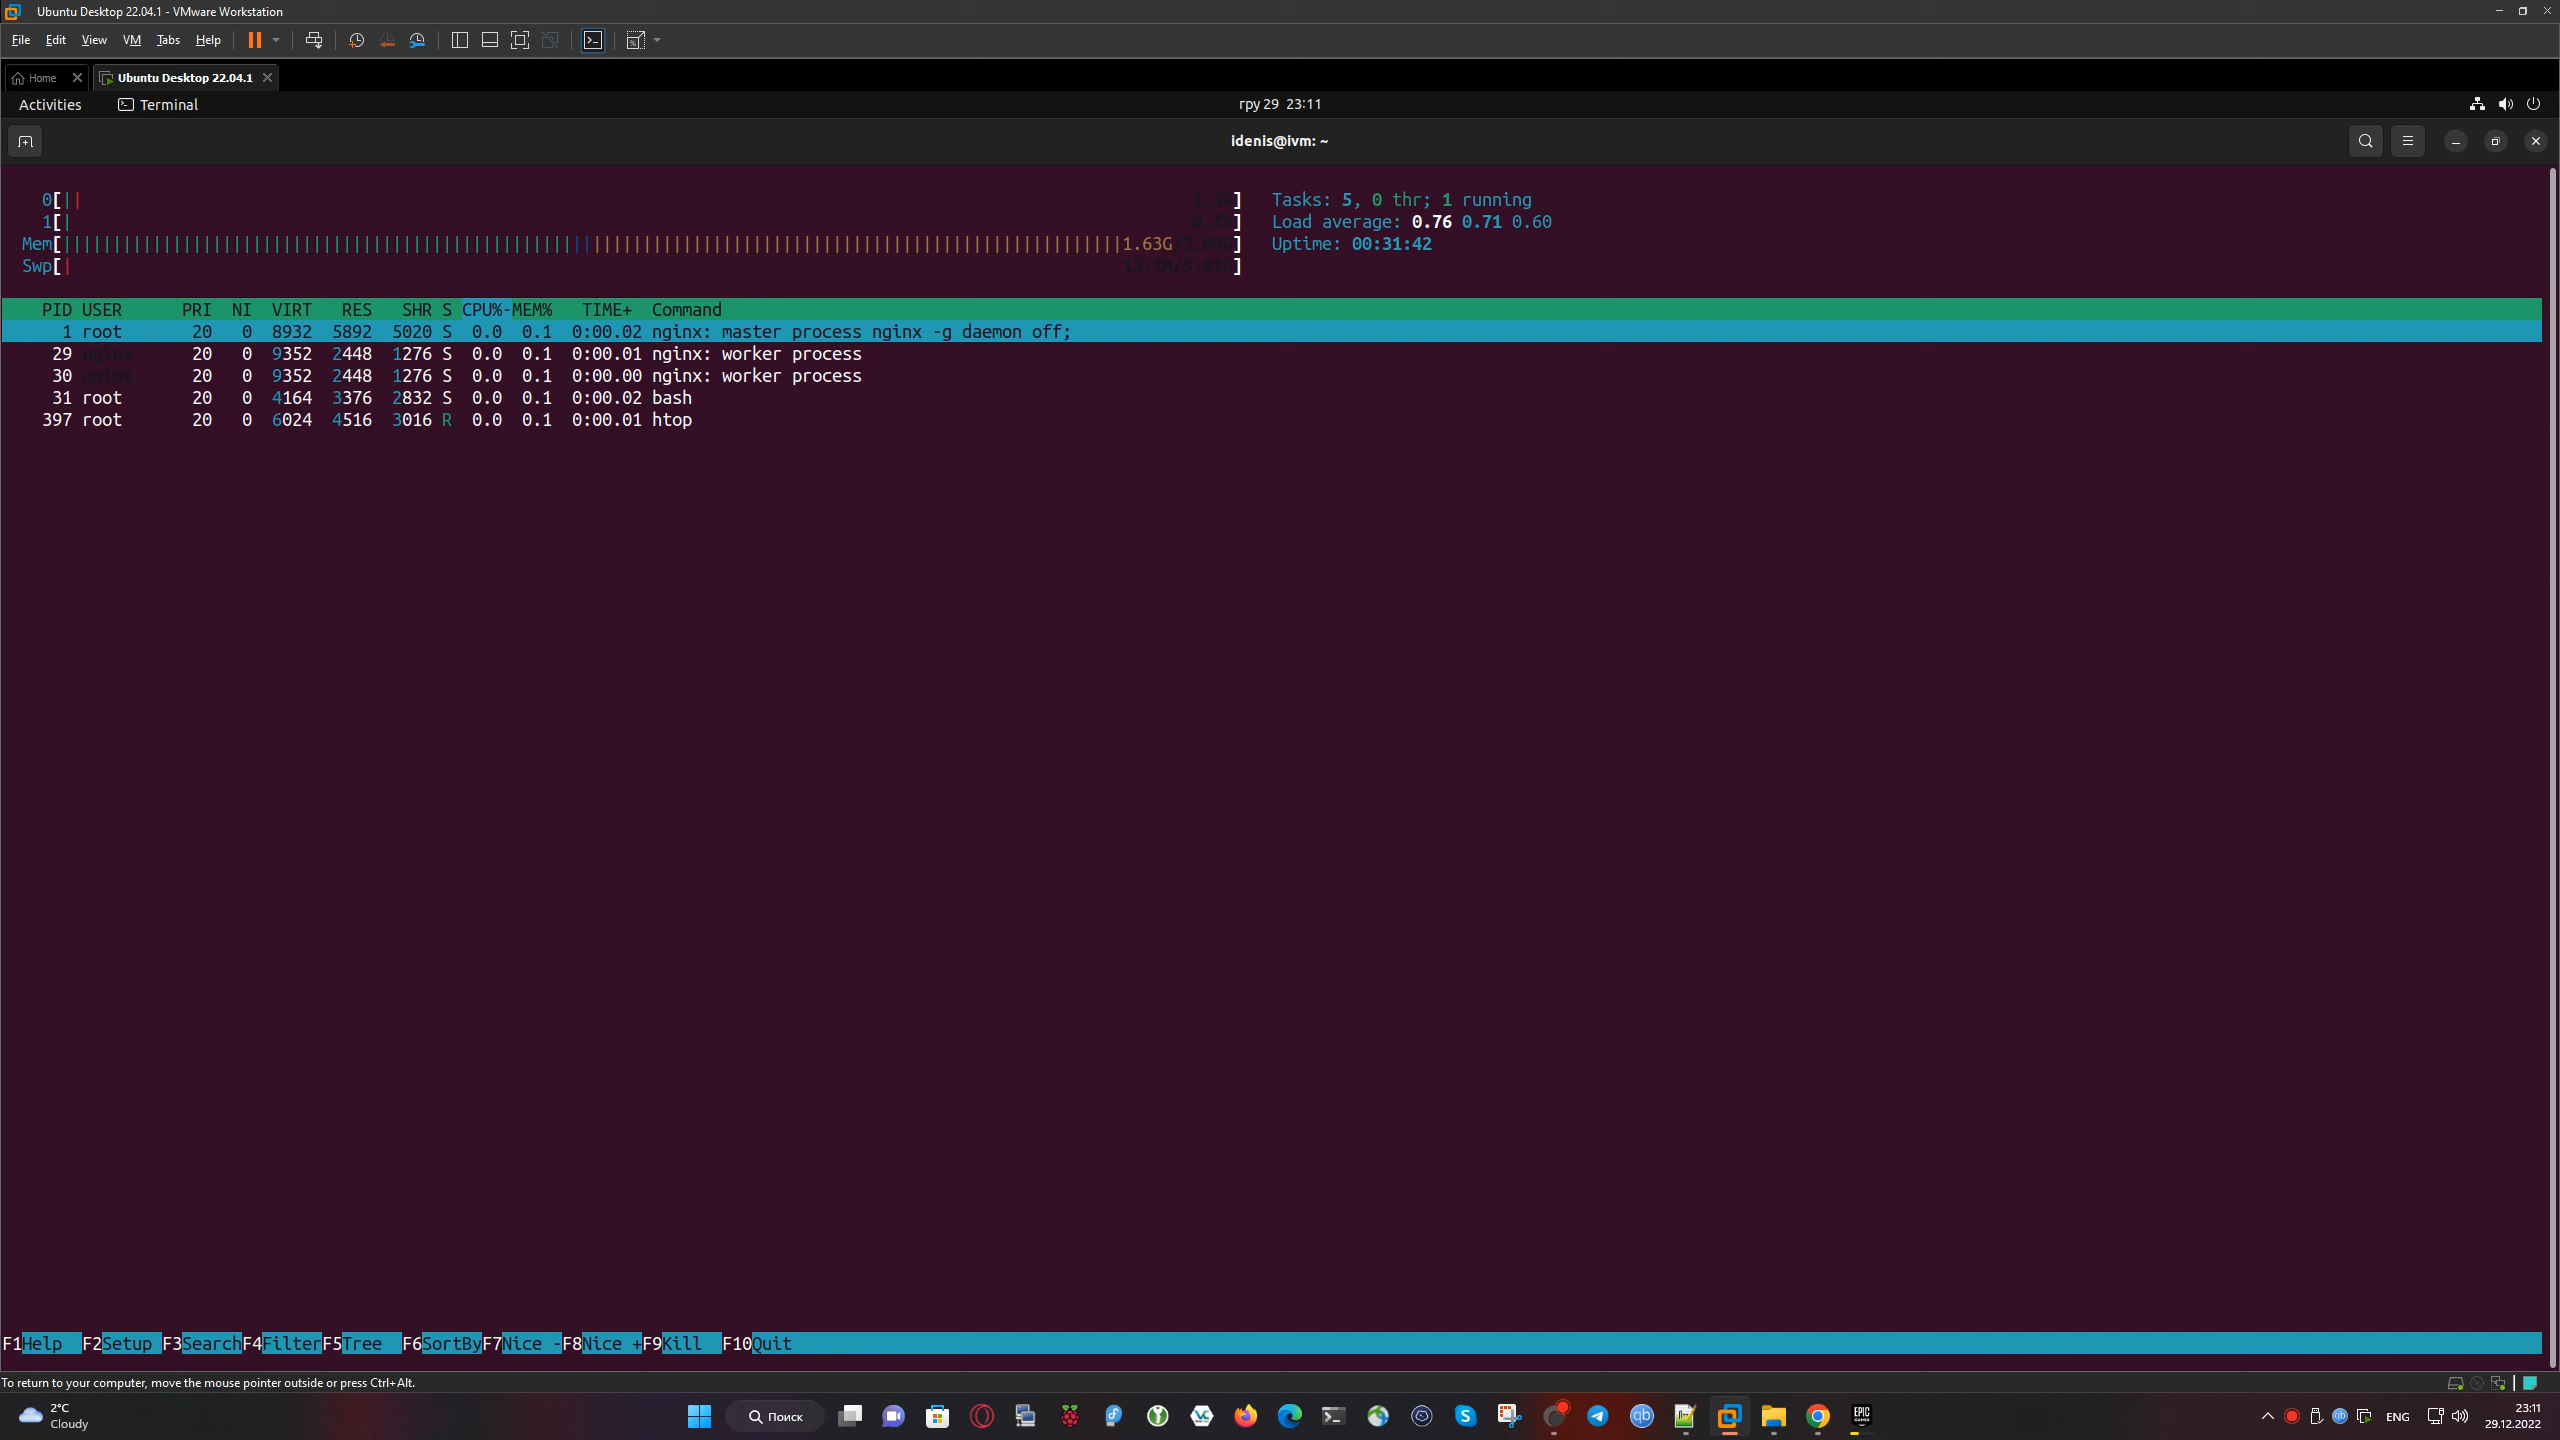 Ubuntu Desktop 22.04.1 - VMware Workstation
File Edit View VM Tabs Help
Home Ubuntu Desktop 22.04.1
Activities Terminal гру 29 23:11
idenis@ivm: ~
0[|| ] Tasks: 5, 0 thr; 1 running
1[| ] Load average: 0.76 0.71 0.60
Mem[ 1.63G ] Uptime: 00:31:42
Swp[| ]
PID USER PRI NI VIRT RES SHR S CPU%-MEM% TIME+ Command
1 root 20 0 8932 5892 5020 S 0.0 0.1 0:00.02 nginx: master process nginx -g daemon off;
29 nginx 20 0 9352 2448 1276 S 0.0 0.1 0:00.01 nginx: worker process
30 nginx 20 0 9352 2448 1276 S 0.0 0.1 0:00.00 nginx: worker process
31 root 20 0 4164 3376 2832 S 0.0 0.1 0:00.02 bash
397 root 20 0 6024 4516 3016 R 0.0 0.1 0:00.01 htop
F1Help F2Setup F3SearchF4FilterF5Tree F6SortByF7Nice -F8Nice +F9Kill F10Quit
To return to your computer, move the mouse pointer outside or press Ctrl+Alt.
2°C
Cloudy
Поиск
EPIC GAMES
ENG
23:11
29.12.2022